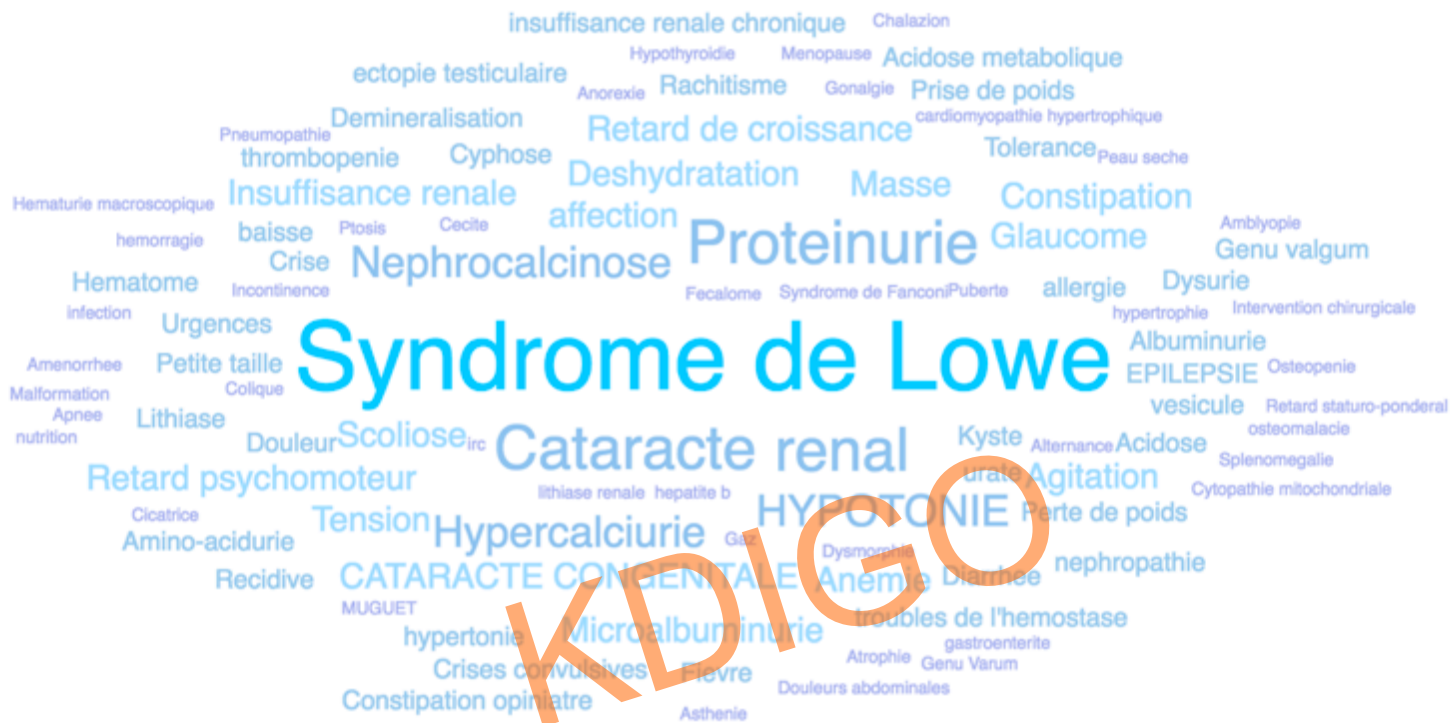 insuffisance renale chronique Chalazion
Hypothyroidie Menopause Acidose metabolique
ectopie testiculaire Anorexie Rachitisme Gonalgie Prise de poids
Pneumopathie Demineralisation Retard de croissance cardiomyopathie hypertrophique
thrombopenie Cyphose Tolerance Peau seche
Hematurie macroscopique Insuffisance renale Deshydratation Masse Constipation
hemorragie baisse Ptosis Cecite affection Proteinurie Glaucome Amblyopie
Crise Nephrocalcinose Genu valgum
Hematome Incontinence Fecalome Syndrome de Fanconi Puberte allergie Dysurie
infection Urgences hypertrophie Intervention chirurgicale
Amenorrhee Petite taille Syndrome de Lowe Albuminurie
Malformation Colique EPILEPSIE Osteopenie
Apnee Lithiase vesicule Retard staturo-ponderal
nutrition Douleur Scoliose irc Cataracte renal Kyste Alternance Acidose osteomalacie
Retard psychomoteur urate Agitation Splenomegalie
lithiase renale hepatite b Cytopathie mitochondriale
Cicatrice Tension Hypercalciurie HYPOTONIE Perte de poids
Amino-acidurie Gaz Dysmorphie
Recidive CATARACTE CONGENITALE Anemie Diarrhee nephropathie
MUGUET troubles de l'hemostase
hypertonie Microalbuminurie gastroenterite
Crises convulsives Fievre Atrophie Genu Varum
Constipation opiniatre Douleurs abdominales
Asthenie
KDIGO